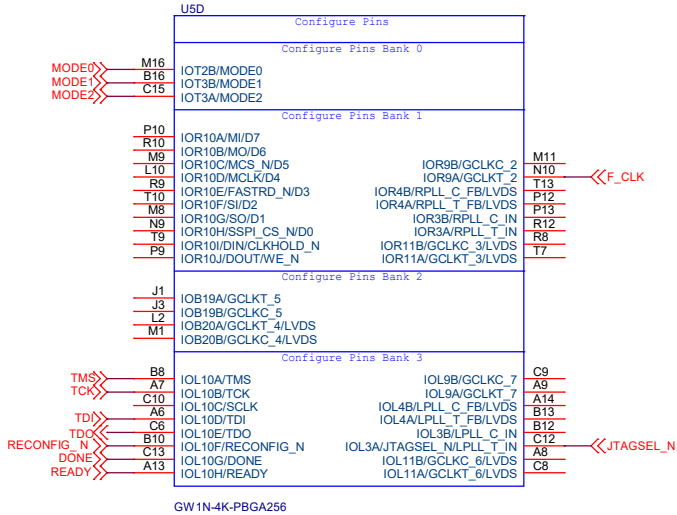 U5D
Configure Pins
Configure Pins Bank 0
MODE0 M16 IOT2B/MODE0
MODE1 B16 IOT3B/MODE1
MODE2 C15 IOT3A/MODE2
Configure Pins Bank 1
P10 IOR10A/MI/D7
R10 IOR10B/MO/D6
M9 IOR10C/MCS_N/D5 IOR9B/GCLKC_2 M11
L10 IOR10D/MCLK/D4 IOR9A/GCLKT_2 N10 F_CLK
R9 IOR10E/FASTRD_N/D3 IOR4B/RPLL_C_FB/LVDS T13
T10 IOR10F/SI/D2 IOR4A/RPLL_T_FB/LVDS P12
M8 IOR10G/SO/D1 IOR3B/RPLL_C_IN P13
N9 IOR10H/SSPI_CS_N/D0 IOR3A/RPLL_T_IN R12
T9 IOR10I/DIN/CLKHOLD_N IOR11B/GCLKC_3/LVDS R8
P9 IOR10J/DOUT/WE_N IOR11A/GCLKT_3/LVDS T7
Configure Pins Bank 2
J1 IOB19A/GCLKT_5
J3 IOB19B/GCLKC_5
L2 IOB20A/GCLKT_4/LVDS
M1 IOB20B/GCLKC_4/LVDS
Configure Pins Bank 3
TMS B8 IOL10A/TMS IOL9B/GCLKC_7 C9
TCK A7 IOL10B/TCK IOL9A/GCLKT_7 A9
C10 IOL10C/SCLK IOL4B/LPLL_C_FB/LVDS A14
TDI A6 IOL10D/TDI IOL4A/LPLL_T_FB/LVDS B13
TDO C6 IOL10E/TDO IOL3B/LPLL_C_IN B12
RECONFIG_N B10 IOL10F/RECONFIG_N IOL3A/JTAGSEL_N/LPLL_T_IN C12 JTAGSEL_N
DONE C13 IOL10G/DONE IOL11B/GCLKC_6/LVDS A8
READY A13 IOL10H/READY IOL11A/GCLKT_6/LVDS C8
GW1N-4K-PBGA256